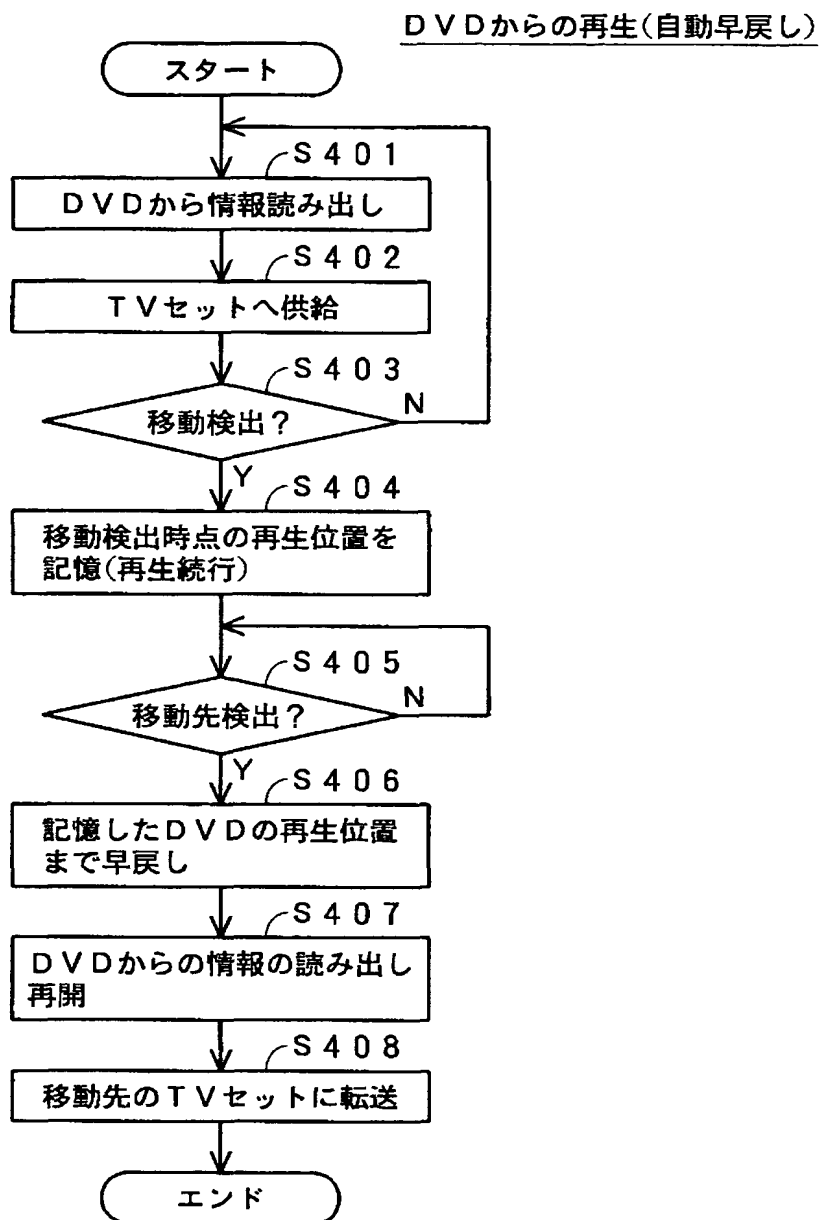 DVDからの再生(自動早戻し)
スタート
S401
DVDから情報読み出し
S402
TVセットへ供給
S403
移動検出?
N
Y
S404
移動検出時点の再生位置を
記憶(再生続行)
S405
移動先検出?
N
Y
S406
記憶したDVDの再生位置
まで早戻し
S407
DVDからの情報の読み出し
再開
S408
移動先のTVセットに転送
エンド